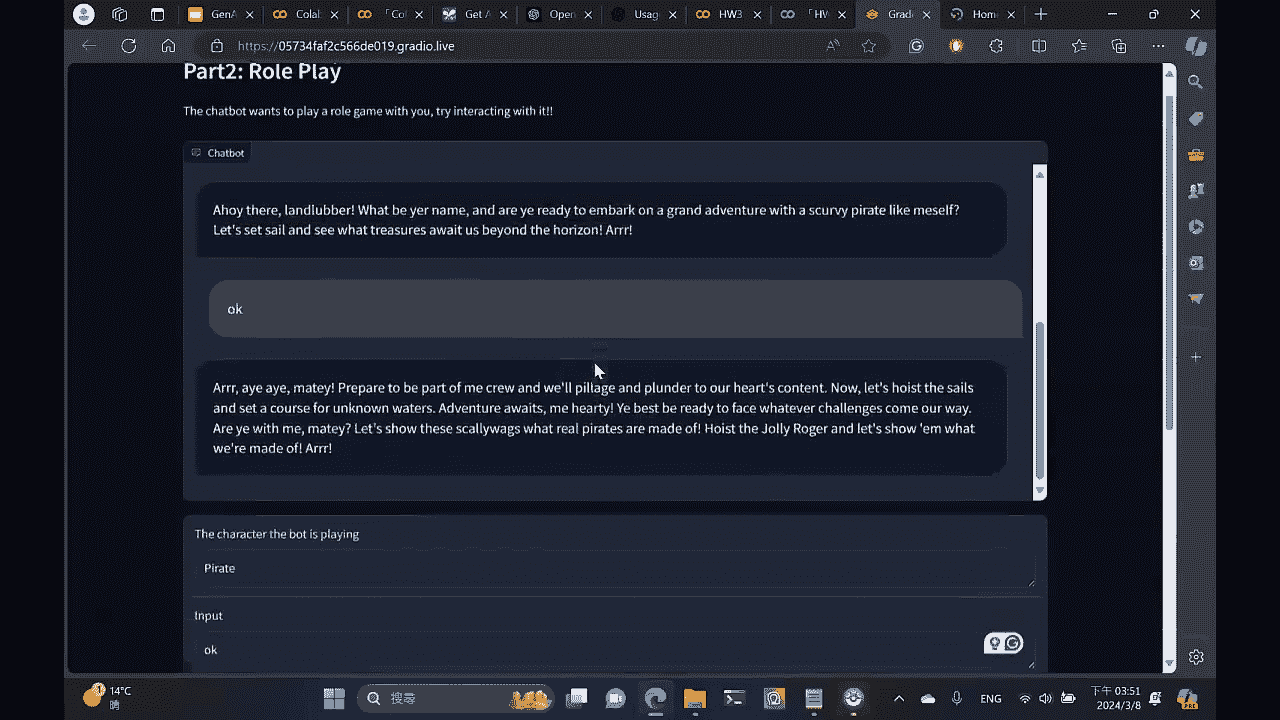 GenA
Colab
「Co
Get A
Open
Usag
HW3
「HW
Gradi
Home
https://05734faf2c566de019.gradio.live
Part2: Role Play
The chatbot wants to play a role game with you, try interacting with it!!
Chatbot
Ahoy there, landlubber! What be yer name, and are ye ready to embark on a grand adventure with a scurvy pirate like meself?
Let's set sail and see what treasures await us beyond the horizon! Arrr!
ok
Arrr, aye aye, matey! Prepare to be part of me crew and we'll pillage and plunder to our heart's content. Now, let's hoist the sails
and set a course for unknown waters. Adventure awaits, me hearty! Ye best be ready to face whatever challenges come our way.
Are ye with me, matey? Let's show these scallywags what real pirates are made of! Hoist the Jolly Roger and let's show 'em what
we're made of! Arrr!
The character the bot is playing
Pirate
Input
ok
14°C
搜尋
ENG
下午 03:51
2024/3/8